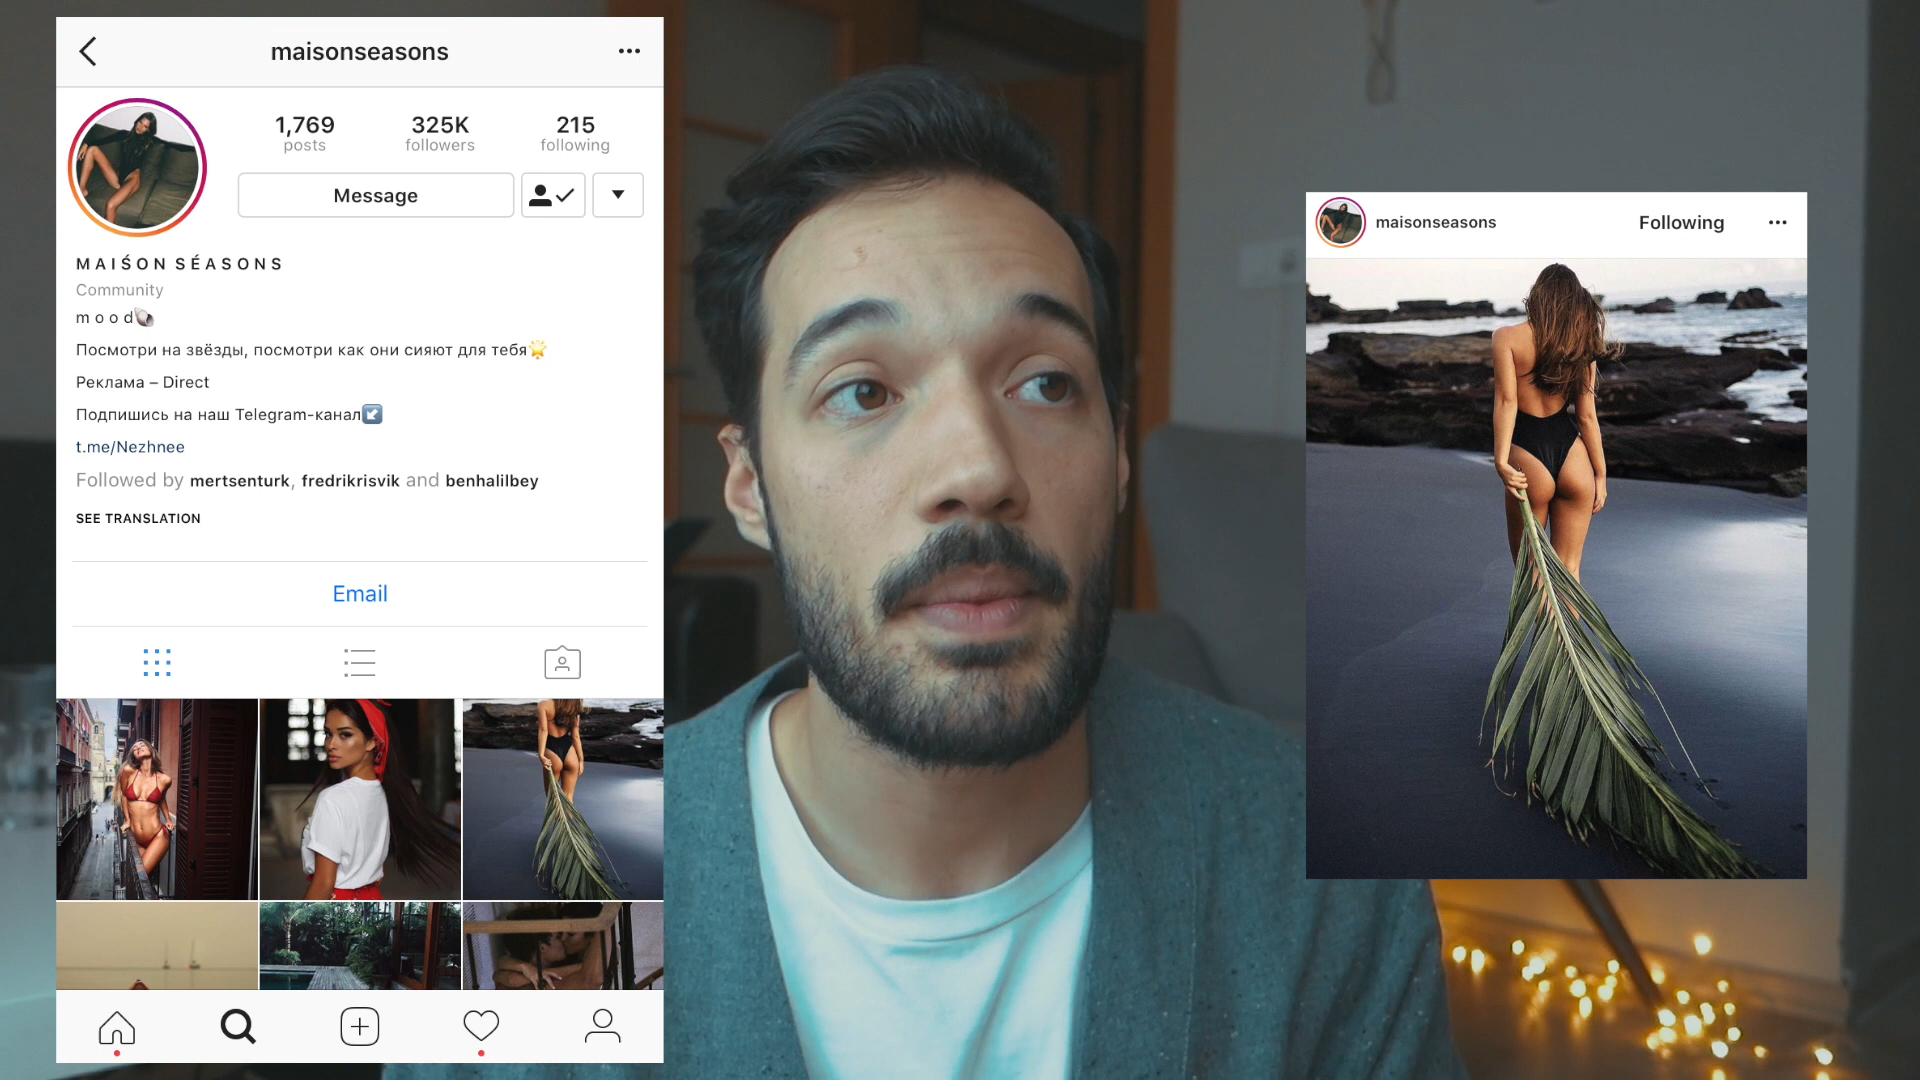 maisonseasons
1,769 325K 215
posts followers following
Message
MAIŚON SÉASONS
Community
m o o d
Посмотри на звёзды, посмотри как они сияют для тебя
Реклама – Direct
Подпишись на наш Telegram-канал
t.me/Nezhnee
Followed by mertsenturk, fredrikrisvik and benhalilbey
SEE TRANSLATION
Email
maisonseasons Following